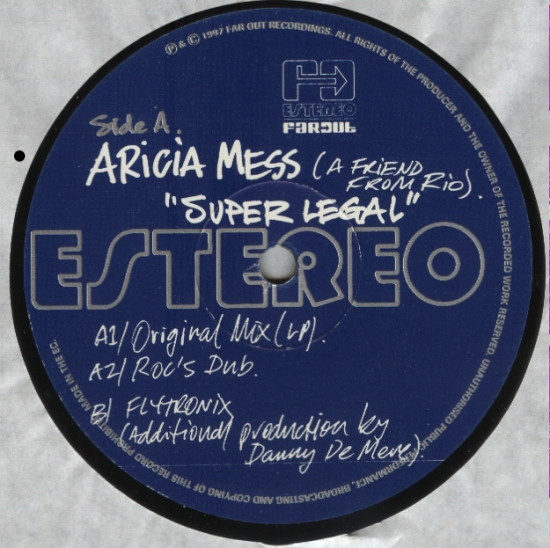 ℗ & © 1997 FAR OUT RECORDINGS. ALL RIGHTS OF THE PRODUCER AND THE OWNER OF THE RECORDED WORK RESERVED. UNAUTHORISED PUBLIC PERFORMANCE, BROADCASTING AND COPYING OF THIS RECORD PROHIBITED. MADE IN THE EC.
ESTEREO
FAROUT
Side A.
ARICIA MESS (A FRIEND
FROM RIO).
"SUPER LEGAL"
ESTEREO
A1/ Original Mix (LP).
A2/ Roc's Dub.
B/ FLYTRONIX
(Additional production by
Danny De Mene).